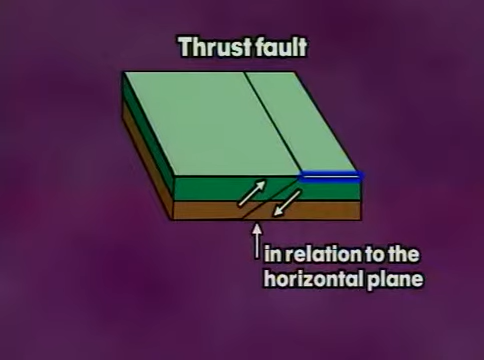 Thrust fault
in relation to the
horizontal plane